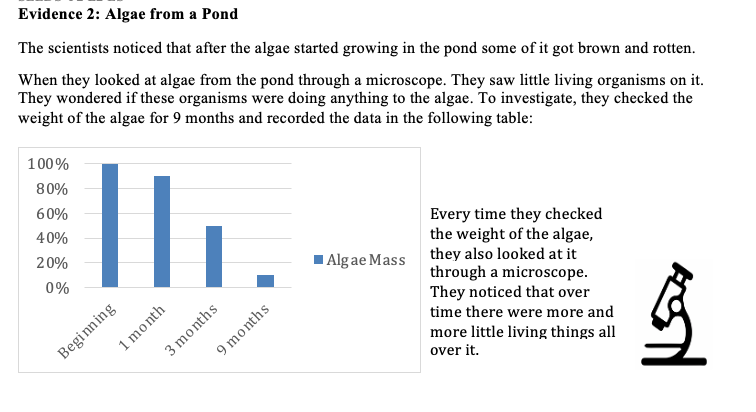 Evidence 2: Algae from a Pond
The scientists noticed that after the algae started growing in the pond some of it got brown and rotten.
When they looked at algae from the pond through a microscope. They saw little living organisms on it.
They wondered if these organisms were doing anything to the algae. To investigate, they checked the
weight of the algae for 9 months and recorded the data in the following table:
100%
80%
60%
40%
20%
0%
Beginning
1 month
3 months
9 months
Algae Mass
Every time they checked
the weight of the algae,
they also looked at it
through a microscope.
They noticed that over
time there were more and
more little living things all
over it.